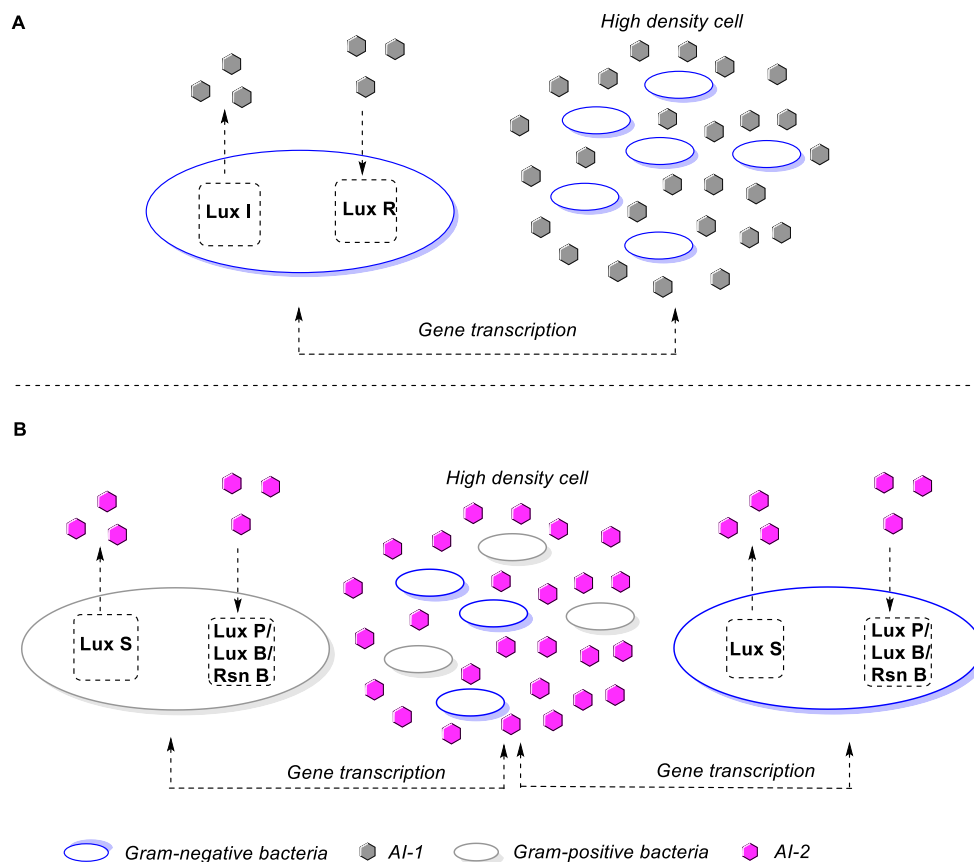 A
High density cell
Lux I
Lux R
Gene transcription
B
High density cell
Lux S
Lux P/
Lux B/
Rsn B
Lux S
Lux P/
Lux B/
Rsn B
Gene transcription
Gene transcription
Gram-negative bacteria
AI-1
Gram-positive bacteria
AI-2